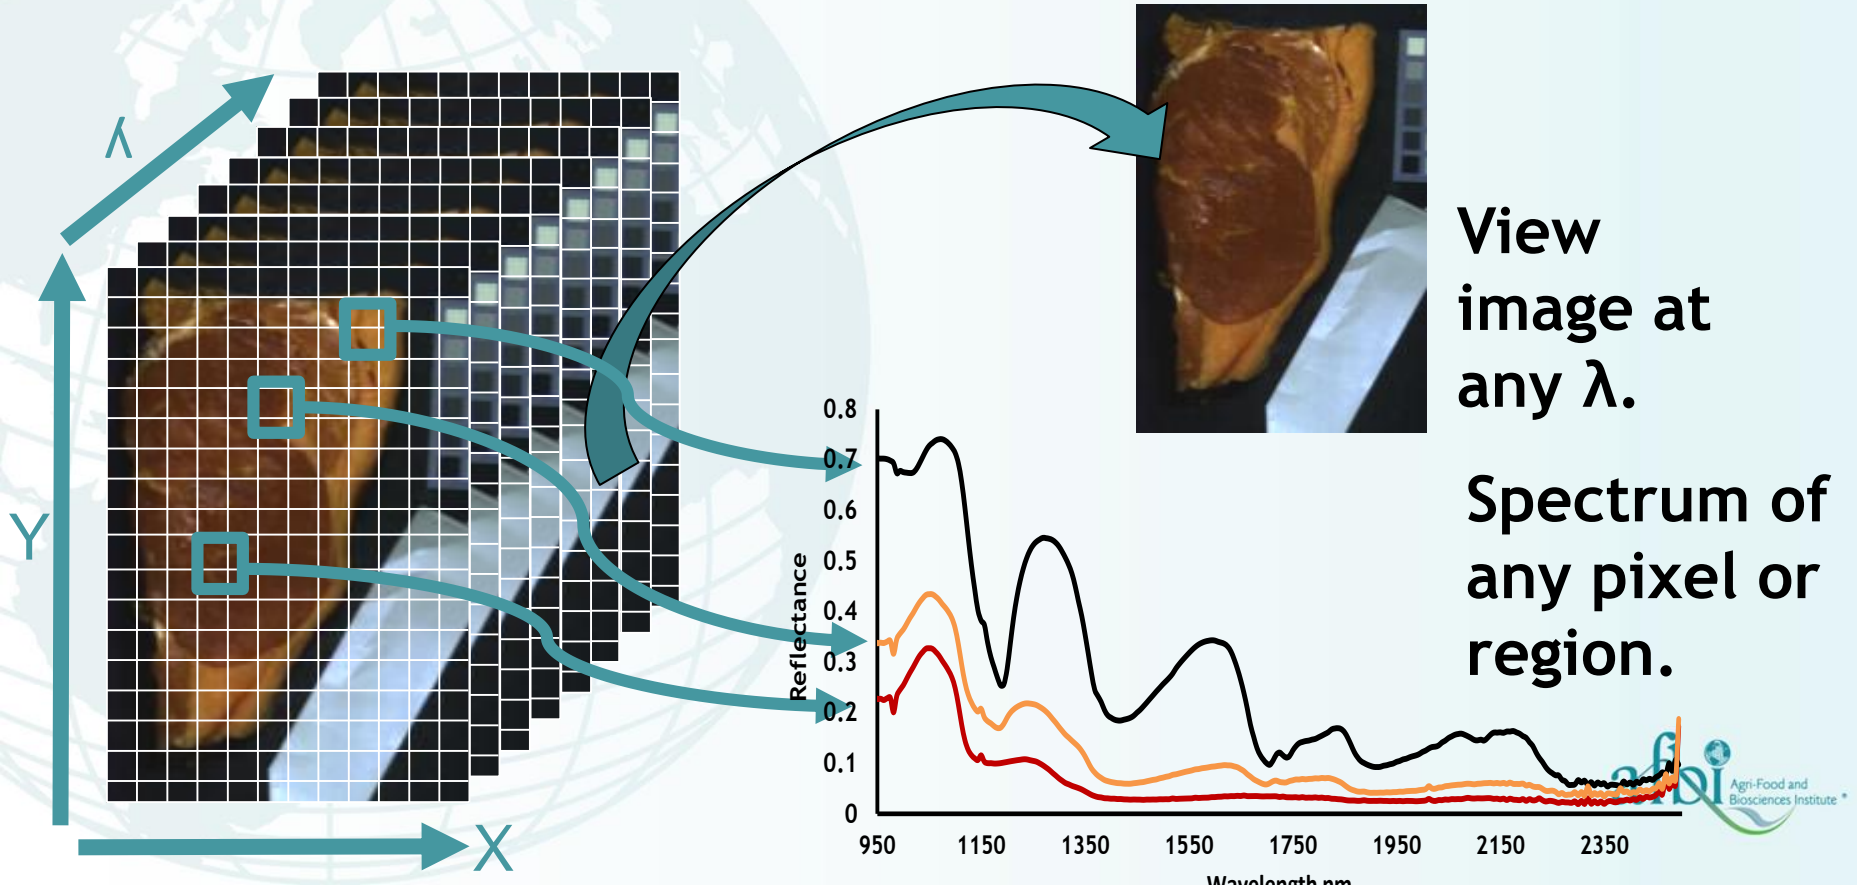 λ
Y
X
View
image at
any λ.
Spectrum of
any pixel or
region.
Reflectance
0.8
0.7
0.6
0.5
0.4
0.3
0.2
0.1
0
950 1150 1350 1550 1750 1950 2150 2350
Wavelength nm
afbi
Agri-Food and
Biosciences Institute